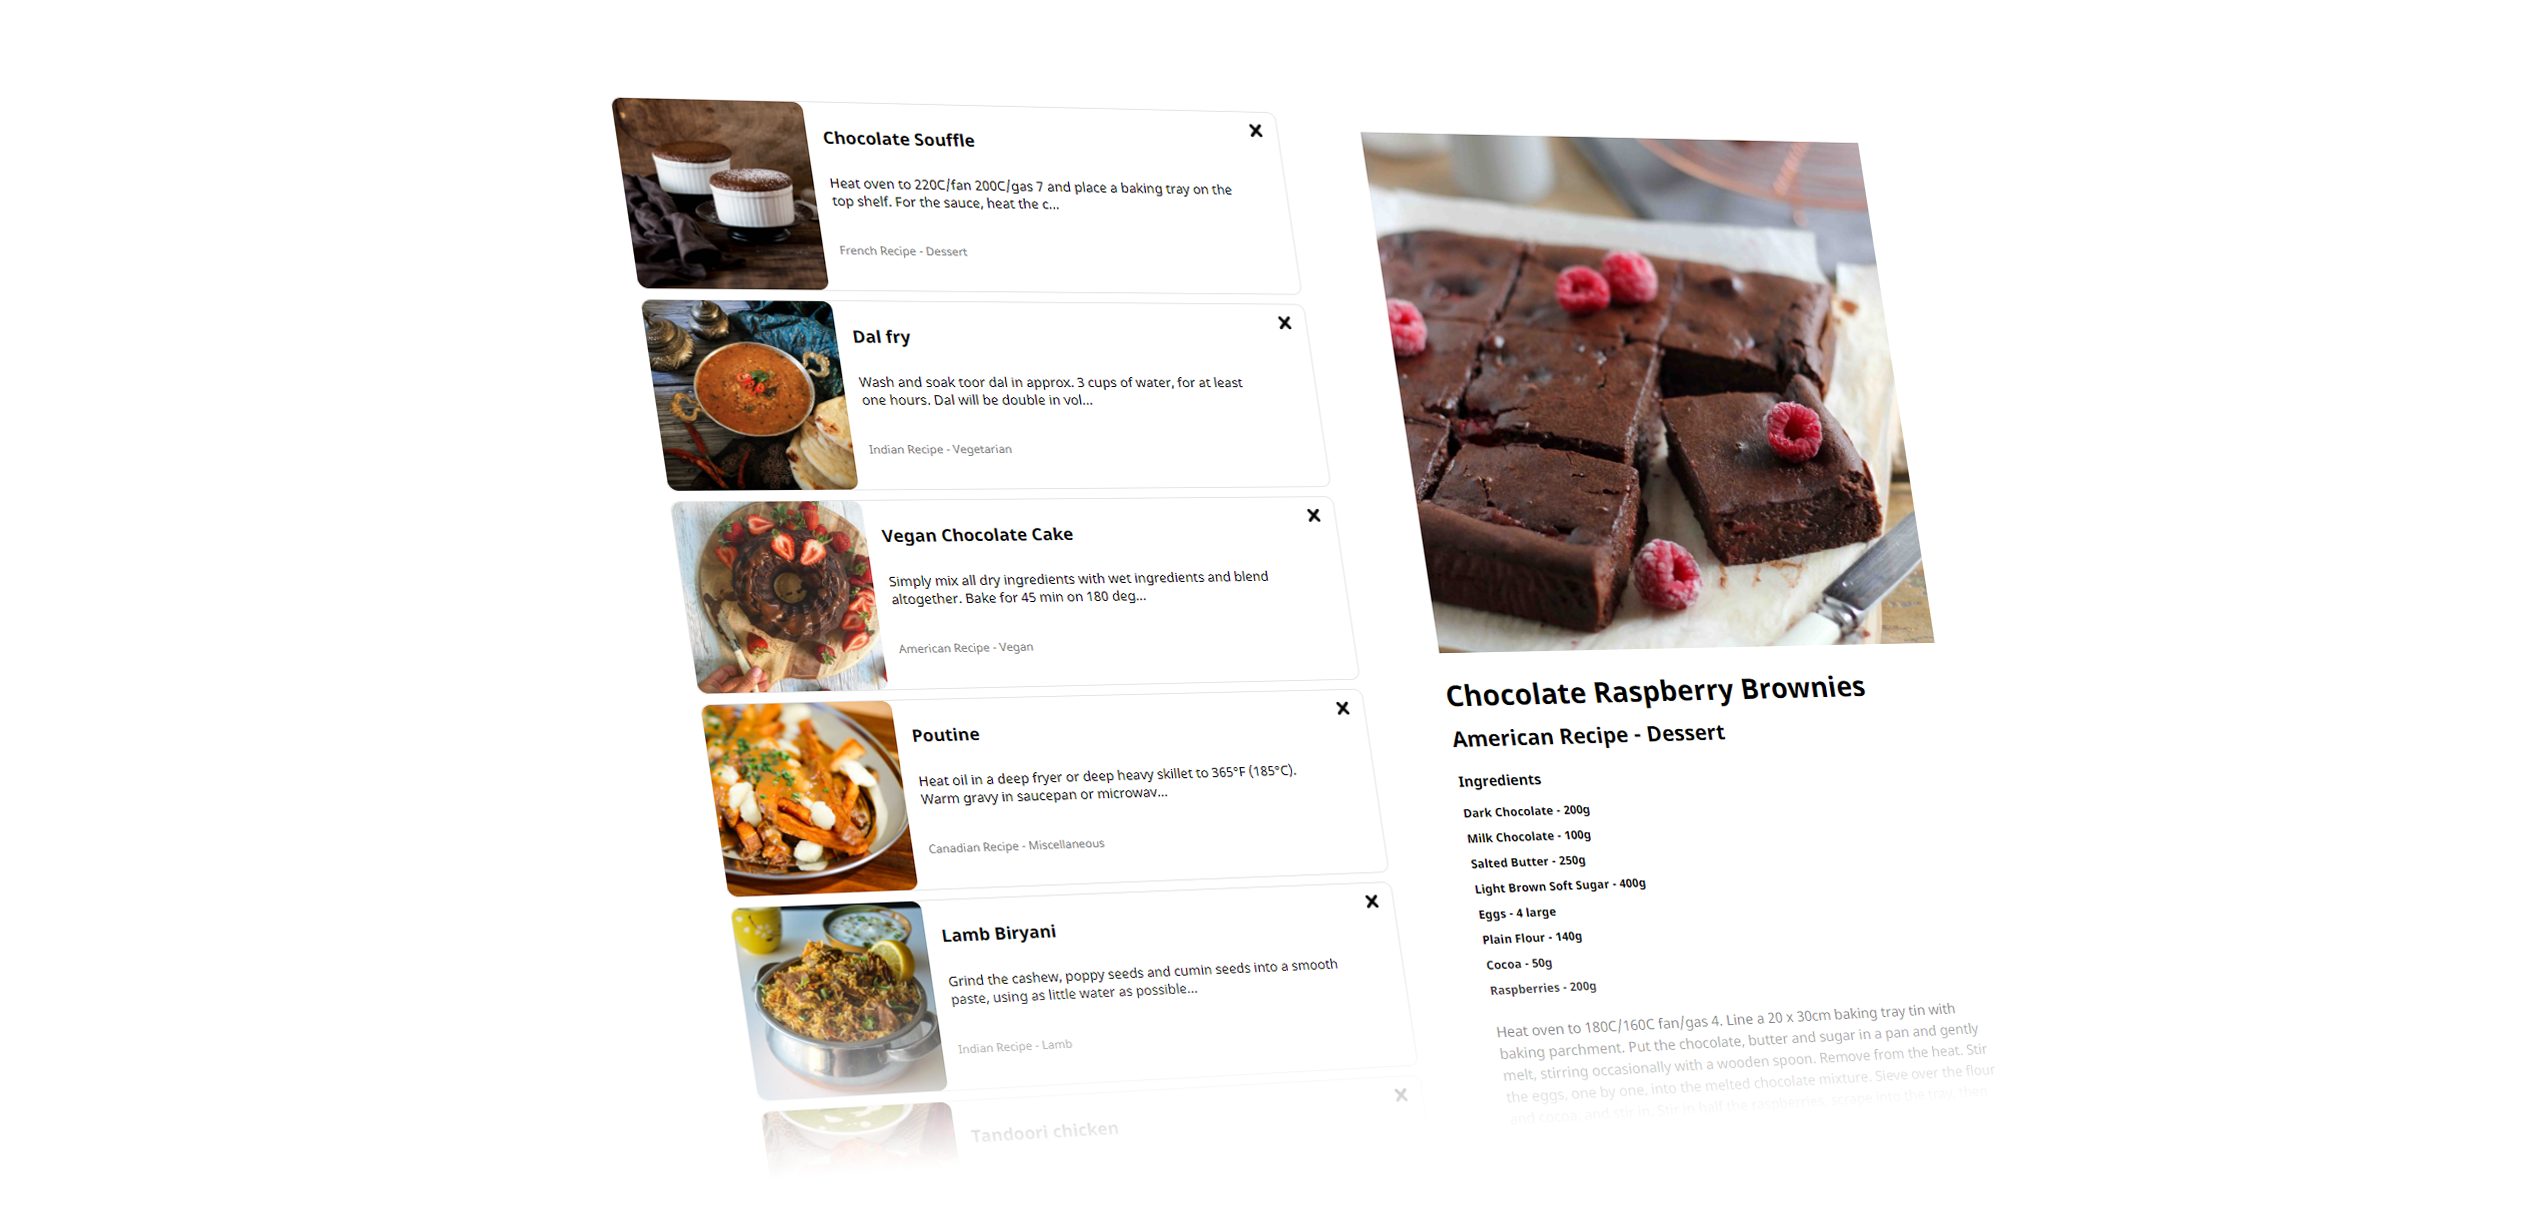 Chocolate Souffle
Heat oven to 220C/fan 200C/gas 7 and place a baking tray on the
top shelf. For the sauce, heat the c...
French Recipe - Dessert
Dal fry
Wash and soak toor dal in approx. 3 cups of water, for at least
one hours. Dal will be double in vol...
Indian Recipe - Vegetarian
Vegan Chocolate Cake
Simply mix all dry ingredients with wet ingredients and blend
altogether. Bake for 45 min on 180 deg...
American Recipe - Vegan
Poutine
Heat oil in a deep fryer or deep heavy skillet to 365°F (185°C).
Warm gravy in saucepan or microwav...
Canadian Recipe - Miscellaneous
Lamb Biryani
Grind the cashew, poppy seeds and cumin seeds into a smooth
paste, using as little water as possible...
Indian Recipe - Lamb
Tandoori chicken
Chocolate Raspberry Brownies
American Recipe - Dessert
Ingredients
Dark Chocolate - 200g
Milk Chocolate - 100g
Salted Butter - 250g
Light Brown Soft Sugar - 400g
Eggs - 4 large
Plain Flour - 140g
Cocoa - 50g
Raspberries - 200g
Heat oven to 180C/160C fan/gas 4. Line a 20 x 30cm baking tray tin with
baking parchment. Put the chocolate, butter and sugar in a pan and gently
melt, stirring occasionally with a wooden spoon. Remove from the heat. Stir
the eggs, one by one, into the melted chocolate mixture. Sieve over the flour
and cocoa, and stir in. Stir in half the raspberries, scrape into the tray, then